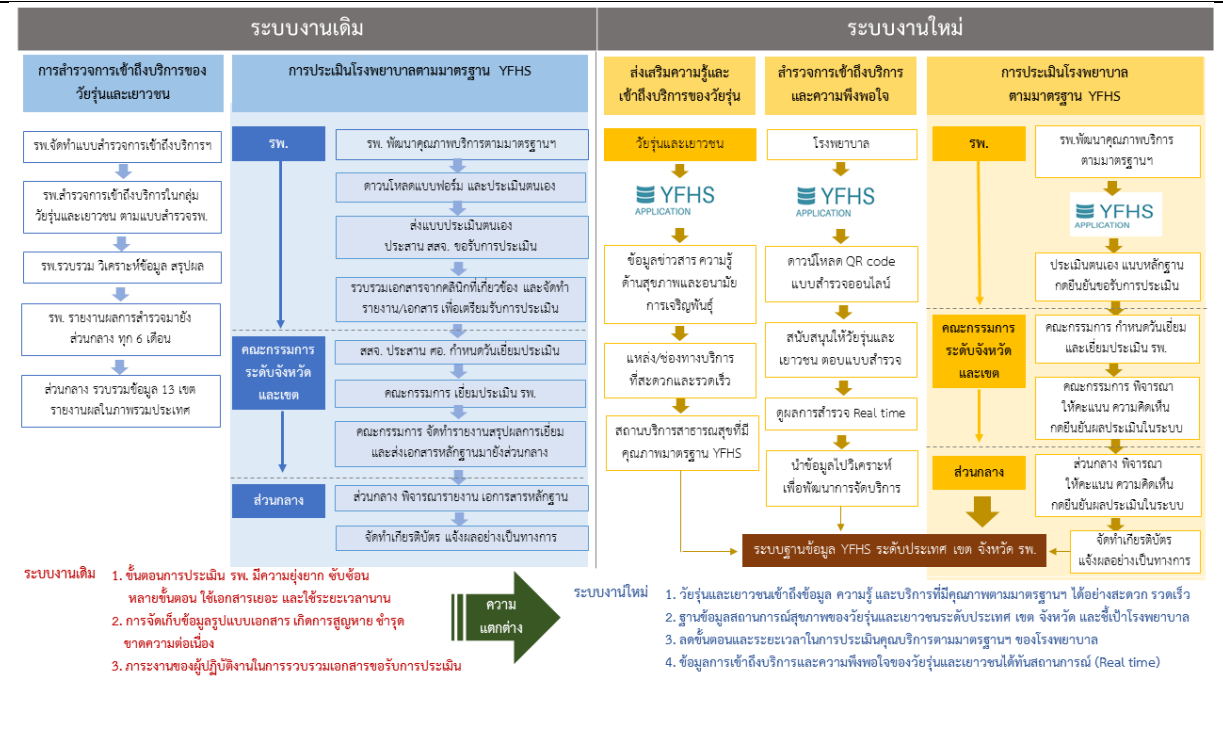 ระบบงานเดิม
ระบบงานใหม่
การสำรวจการเข้าถึงบริการของ
วัยรุ่นและเยาวชน
การประเมินโรงพยาบาลตามมาตรฐาน YFHS
ส่งเสริมความรู้และ
เข้าถึงบริการของวัยรุ่น
สำรวจการเข้าถึงบริการ
และความพึงพอใจ
การประเมินโรงพยาบาล
ตามมาตรฐาน YFHS
รพ.จัดทำแบบสำรวจการเข้าถึงบริการฯ
รพ.สำรวจการเข้าถึงบริการในกลุ่ม
วัยรุ่นและเยาวชน ตามแบบสำรวจรพ.
รพ.รวบรวม วิเคราะห์ข้อมูล สรุปผล
รพ. รายงานผลการสำรวจมายัง
ส่วนกลาง ทุก 6 เดือน
ส่วนกลาง รวบรวมข้อมูล 13 เขต
รายงานผลในภาพรวมประเทศ
รพ.
คณะกรรมการ
ระดับจังหวัด
และเขต
ส่วนกลาง
รพ. พัฒนาคุณภาพบริการตามมาตรฐานฯ
ดาวนโหลดแบบฟอร์ม และประเมินตนเอง
ส่งแบบประเมินตนเอง
ประสาน สสจ. ขอรับการประเมิน
รวบรวมเอกสารจากคลินิกที่เกี่ยวข้อง และจัดทำ
รายงาน/เอกสาร เพื่อเตรียมรับการประเมิน
สสจ. ประสาน ศอ. กำหนดวันเยี่ยมประเมิน
คณะกรรมการ เยี่ยมประเมิน รพ.
คณะกรรมการ จัดทำรายงานสรุปผลการเยี่ยม
และส่งเอกสารหลักฐานมายังส่วนกลาง
ส่วนกลาง พิจารณารายงาน เอการสารหลักฐาน
จัดทำเกียรติบัตร แจ้งผลอย่างเป็นทางการ
วัยรุ่นและเยาวชน
YFHS
APPLICATION
ข้อมูลข่าวสาร ความรู้
ด้านสุขภาพและอนามัย
การเจริญพันธุ์
แหล่ง/ช่องทางบริการ
ที่สะดวกและรวดเร็ว
สถานบริการสาธารณสุขที่มี
คุณภาพมาตรฐาน YFHS
โรงพยาบาล
YFHS
APPLICATION
ดาวน์โหลด QR code
แบบสำรวจออนไลน์
สนับสนุนให้วัยรุ่นและ
เยาวชน ตอบแบบสำรวจ
ดูผลการสำรวจ Real time
นำข้อมูลไปวิเคราะห์
เพื่อพัฒนาการจัดบริการ
รพ.
คณะกรรมการ
ระดับจังหวัด
และเขต
ส่วนกลาง
รพ.พัฒนาคุณภาพบริการ
ตามมาตรฐานฯ
YFHS
APPLICATION
ประเมินตนเอง แนบหลักฐาน
กดยืนยันขอรับการประเมิน
คณะกรรมการ กำหนดวันเยี่ยม
และเยี่ยมประเมิน รพ.
คณะกรรมการ พิจารณา
ให้คะแนน ความคิดเห็น
กดยืนยันผลประเมินในระบบ
ส่วนกลาง พิจารณา
ให้คะแนน ความคิดเห็น
กดยืนยันผลประเมินในระบบ
จัดทำเกียรติบัตร
แจ้งผลอย่างเป็นทางการ
ระบบฐานข้อมูล YFHS ระดับประเทศ เขต จังหวัด รพ.
ระบบงานเดิม
1. ขั้นตอนการประเมิน รพ. มีความยุ่งยาก ซับซ้อน
หลายขั้นตอน ใช้เอกสารเยอะ และใช้ระยะเวลานาน
2. การจัดเก็บข้อมูลรูปแบบเอกสาร เกิดการสูญหาย ชำรุด
ขาดความต่อเนื่อง
3. ภาระงานของผู้ปฏิบัติงานในการรวบรวมเอกสารขอรับการประเมิน
ความ
แตกต่าง
ระบบงานใหม่
1. วัยรุ่นและเยาวชนเข้าถึงข้อมูล ความรู้ และบริการที่มีคุณภาพตามมาตรฐานฯ ได้อย่างสะดวก รวดเร็ว
2. ฐานข้อมูลสถานการณ์สุขภาพของวัยรุ่นและเยาวชนระดับประเทศ เขต จังหวัด และชี้เป้าโรงพยาบาล
3. ลดขั้นตอนและระยะเวลาในการประเมินคุณบริการตามมาตรฐานฯ ของโรงพยาบาล
4. ข้อมูลการเข้าถึงบริการและความพึงพอใจของวัยรุ่นและเยาวชนได้ทันสถานการณ์ (Real time)